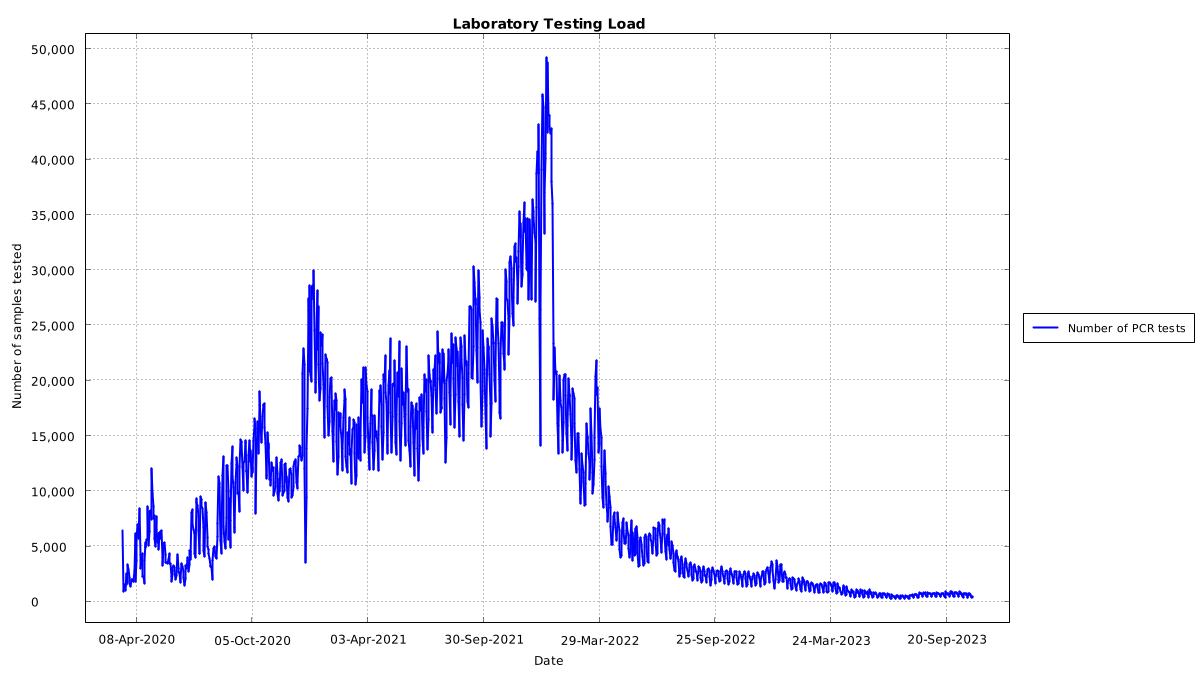 Laboratory Testing Load
50,000
45,000
40,000
35,000
30,000
25,000
20,000
15,000
10,000
5,000
0
Number of samples tested
08-Apr-2020
05-Oct-2020
03-Apr-2021
30-Sep-2021
29-Mar-2022
25-Sep-2022
24-Mar-2023
20-Sep-2023
Date
Number of PCR tests